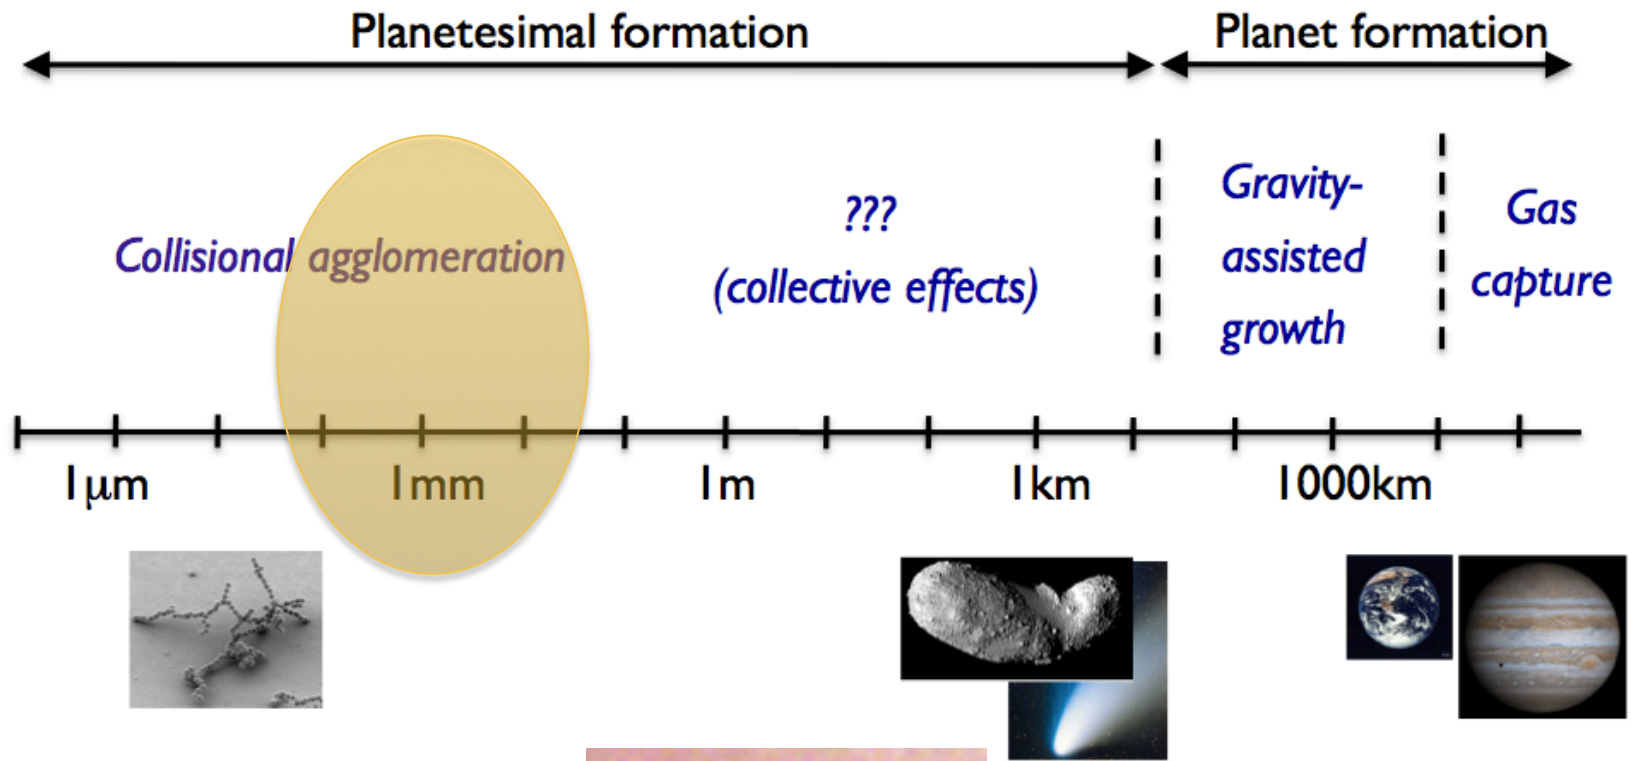 Planetesimal formation
Planet formation
Collisional agglomeration
???
(collective effects)
Gravity-
assisted
growth
Gas
capture
1μm
1mm
1m
1km
1000km